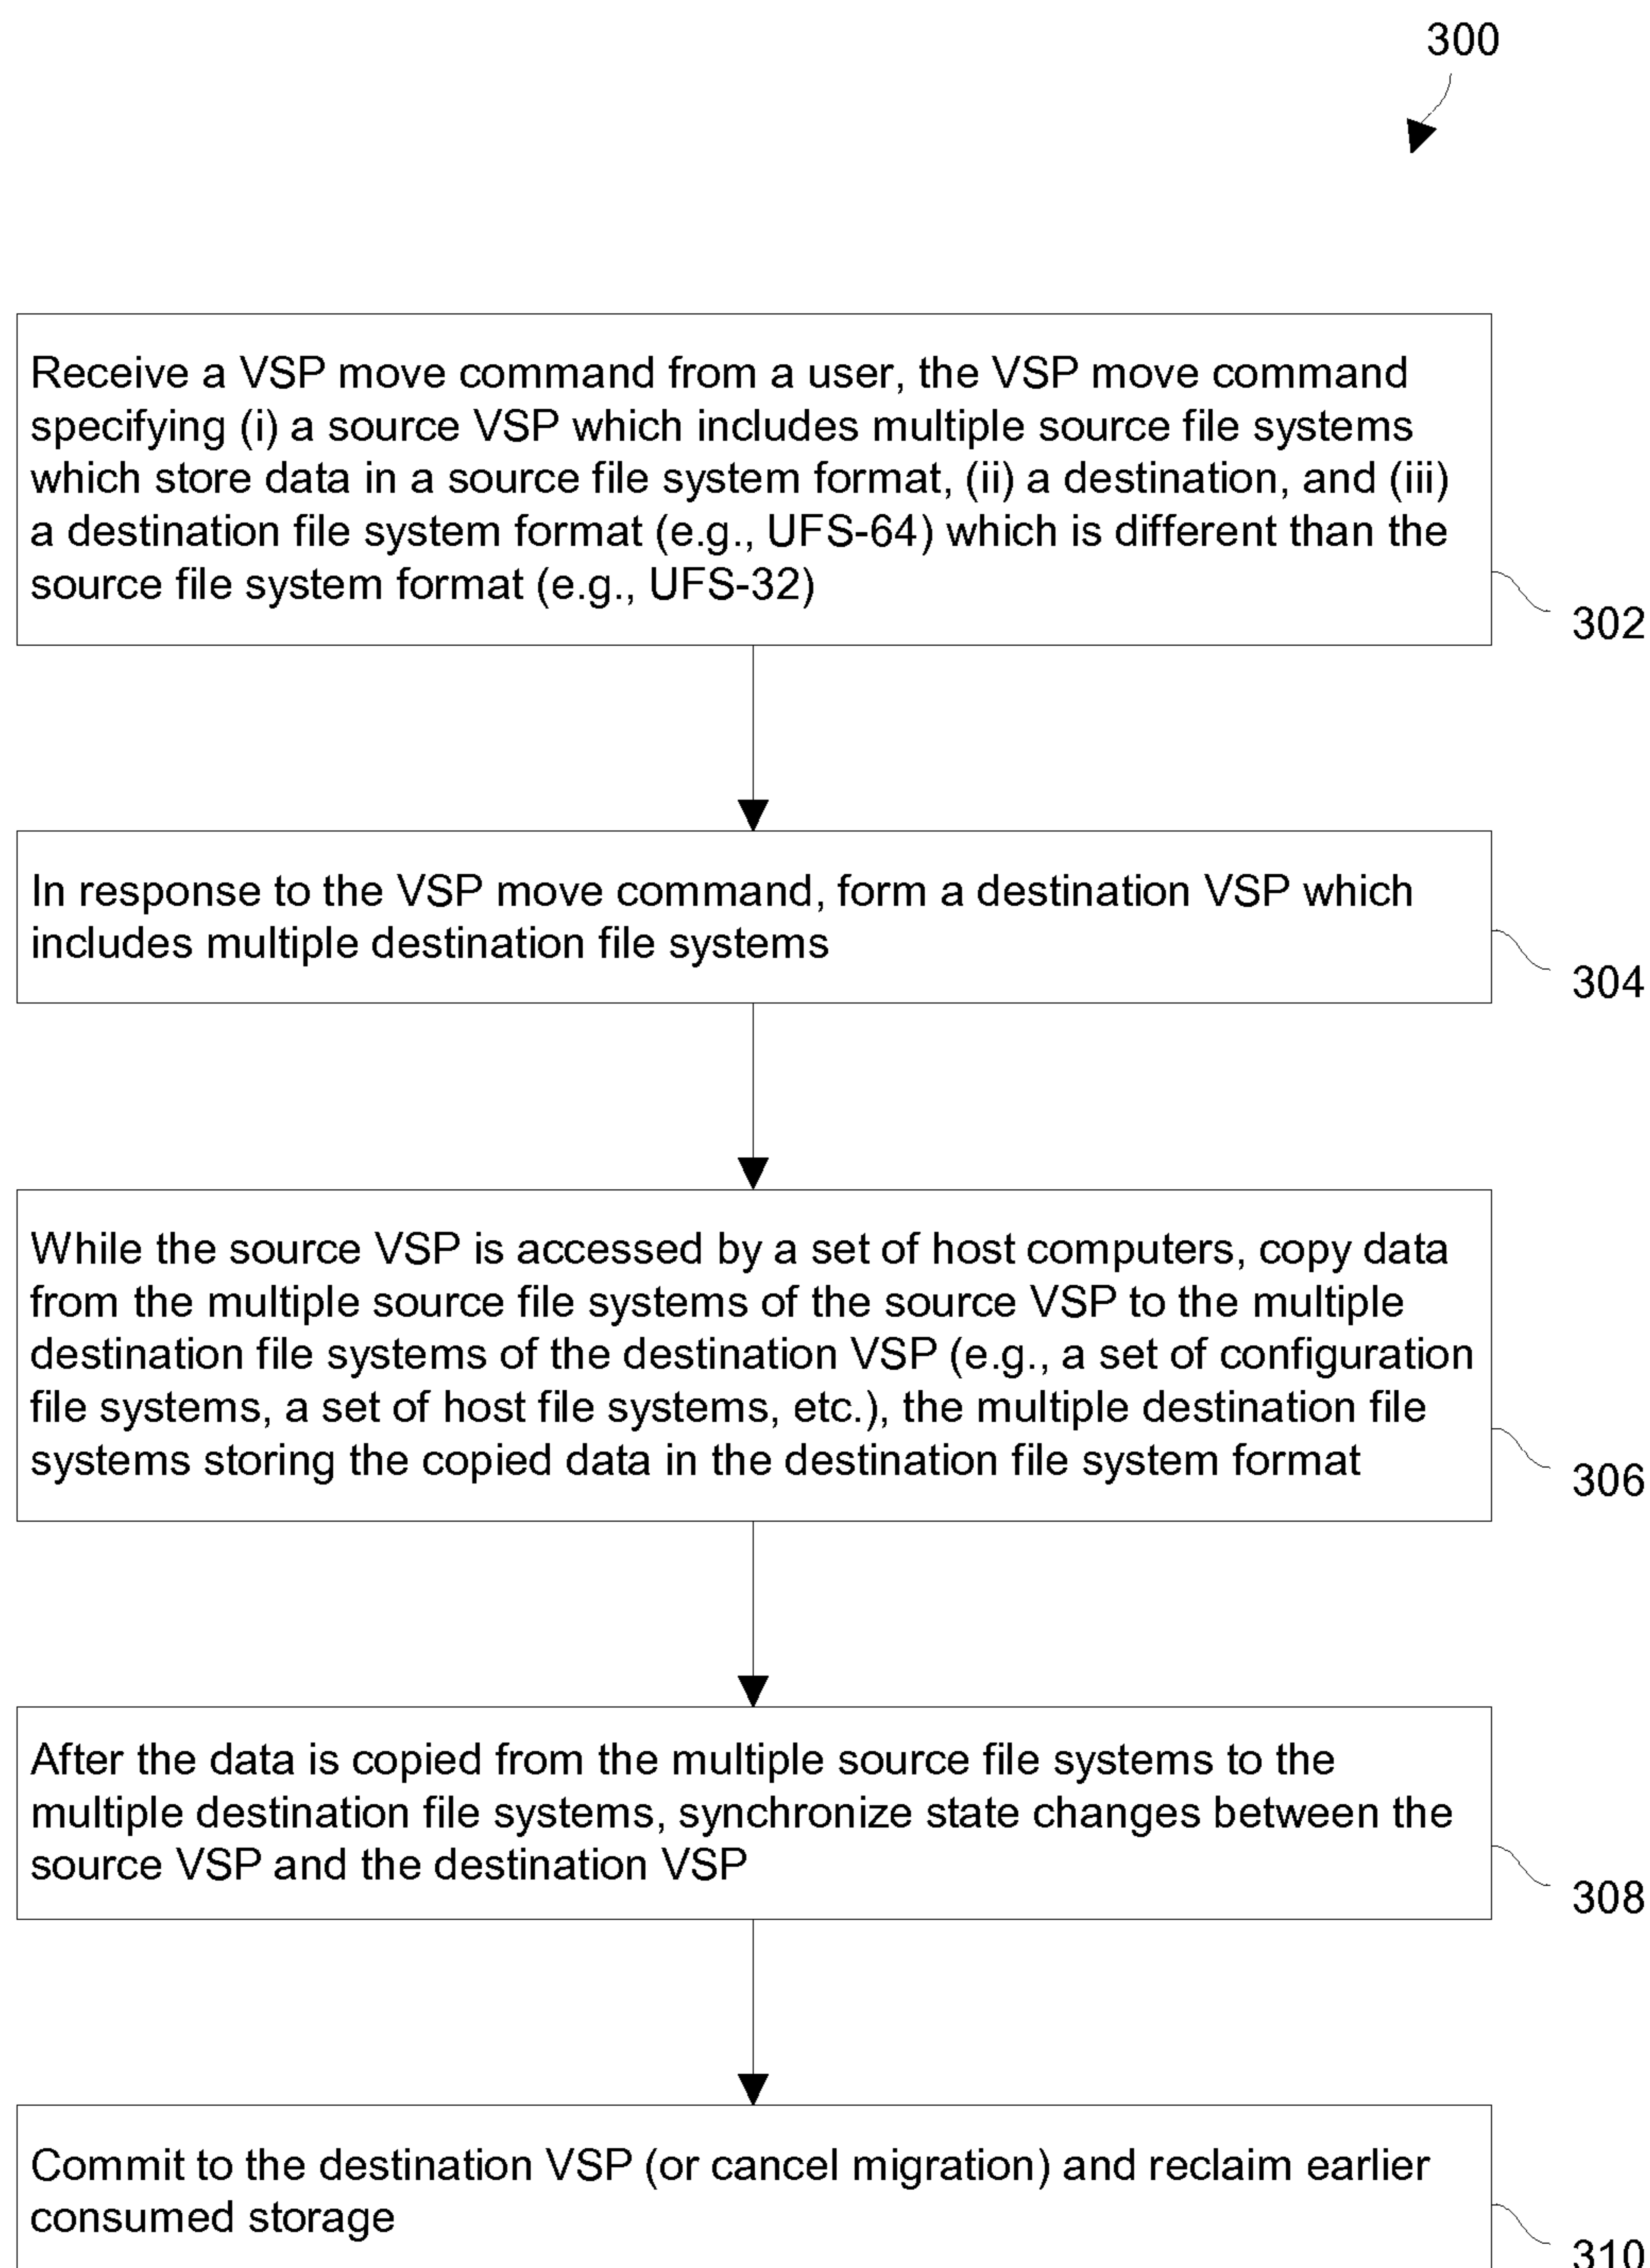 300
Receive a VSP move command from a user, the VSP move command
specifying (i) a source VSP which includes multiple source file systems
which store data in a source file system format, (ii) a destination, and (iii)
a destination file system format (e.g., UFS-64) which is different than the
source file system format (e.g., UFS-32)
302
In response to the VSP move command, form a destination VSP which
includes multiple destination file systems
304
While the source VSP is accessed by a set of host computers, copy data
from the multiple source file systems of the source VSP to the multiple
destination file systems of the destination VSP (e.g., a set of configuration
file systems, a set of host file systems, etc.), the multiple destination file
systems storing the copied data in the destination file system format
306
After the data is copied from the multiple source file systems to the
multiple destination file systems, synchronize state changes between the
source VSP and the destination VSP
308
Commit to the destination VSP (or cancel migration) and reclaim earlier
consumed storage
310